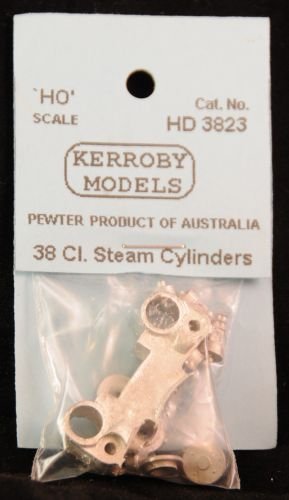 'HO'
SCALE
Cat. No.
HD 3823
KERROBY
MODELS
PEWTER PRODUCT OF AUSTRALIA
38 Cl. Steam Cylinders